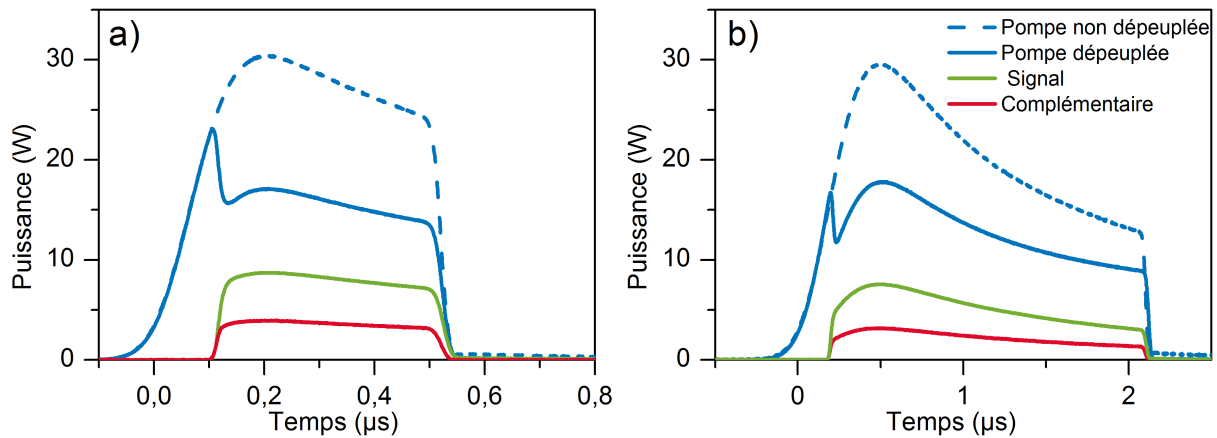 a)
Puissance (W)
30
20
10
0
0,0
0,2
0,4
0,6
0,8
Temps (µs)
b)
Pompe non dépeuplée
Pompe dépeuplée
Signal
Complémentaire
Puissance (W)
30
20
10
0
0
1
2
Temps (µs)